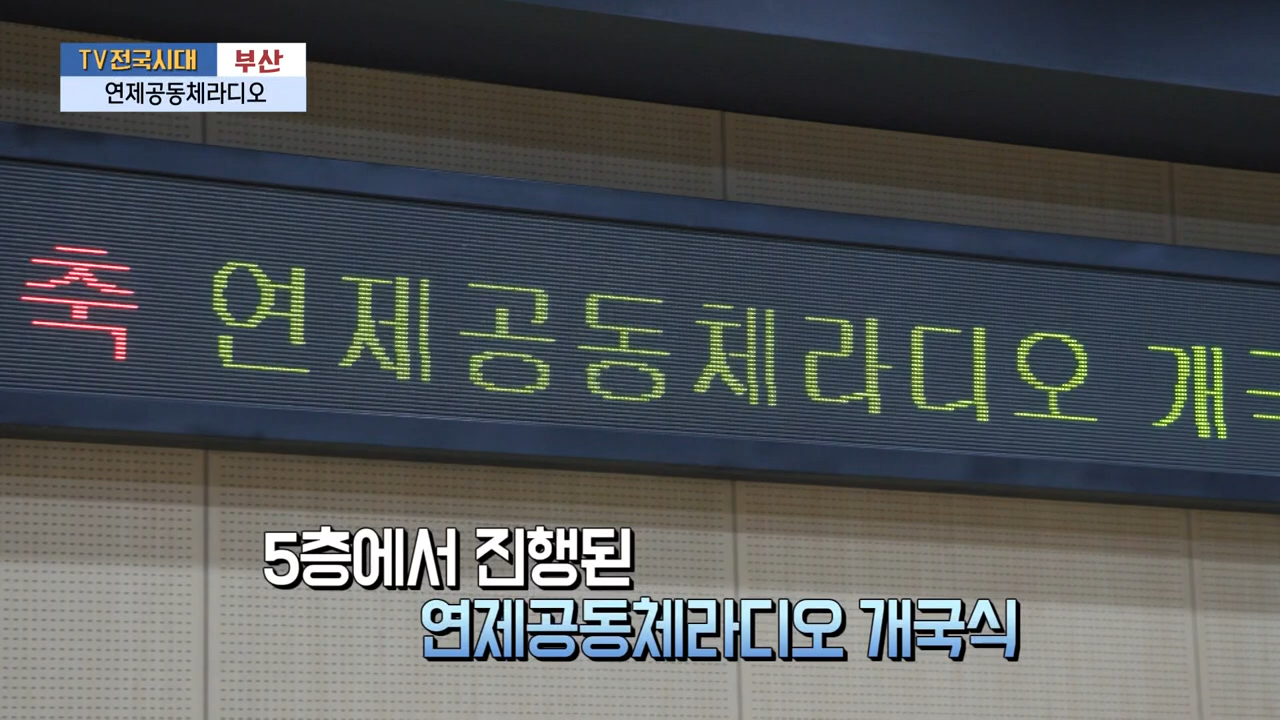 TV전국시대 부산
연제공동체라디오
축 연제공동체라디오 개
5층에서 진행된
연제공동체라디오 개국식